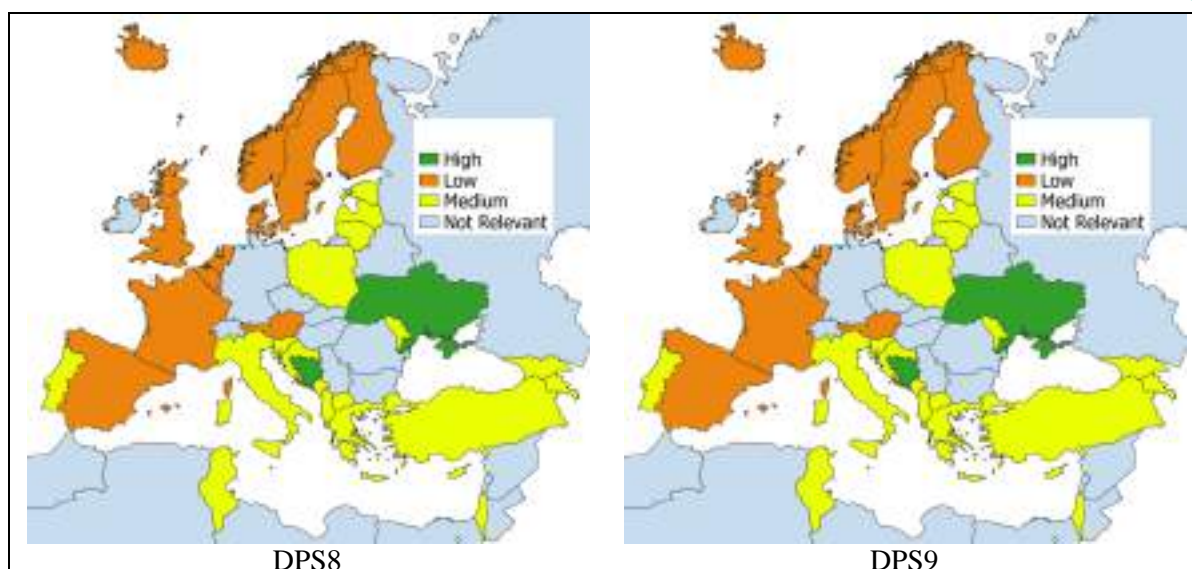 High
Low
Medium
Not Relevant
High
Low
Medium
Not Relevant
DPS8
DPS9